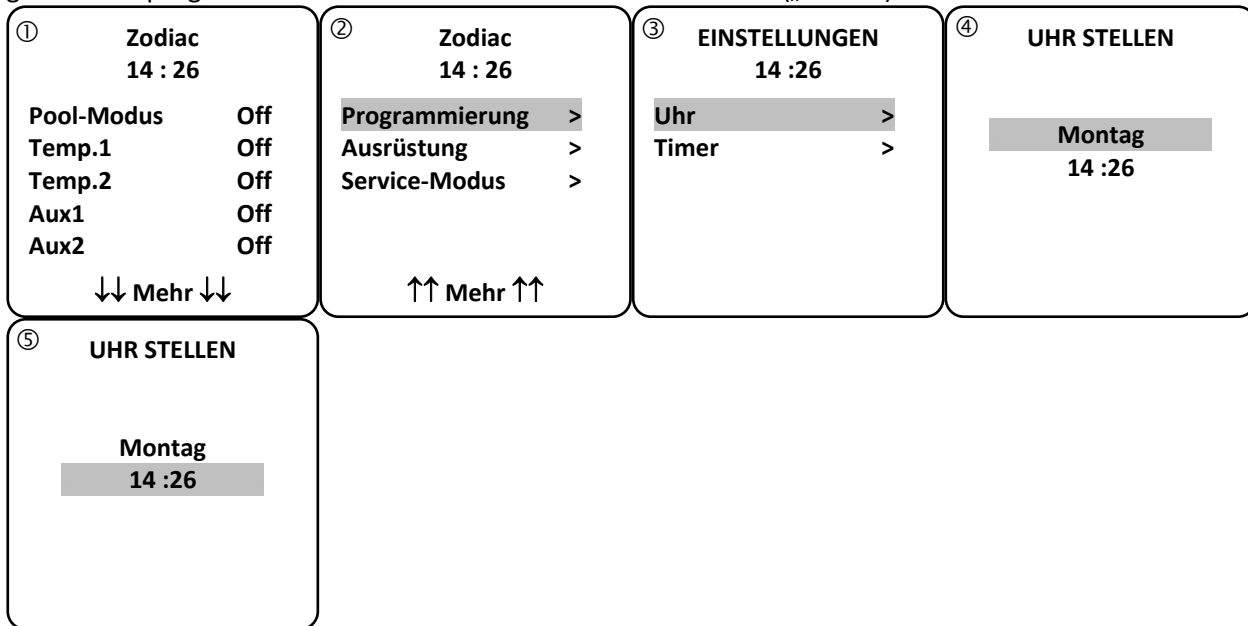 ①
Zodiac
14 : 26
Pool-Modus Off
Temp.1 Off
Temp.2 Off
Aux1 Off
Aux2 Off
↓↓ Mehr ↓↓
②
Zodiac
14 : 26
Programmierung >
Ausrüstung >
Service-Modus >
↑↑ Mehr ↑↑
③
EINSTELLUNGEN
14 :26
Uhr >
Timer >
④
UHR STELLEN
Montag
14 :26
⑤
UHR STELLEN
Montag
14 :26